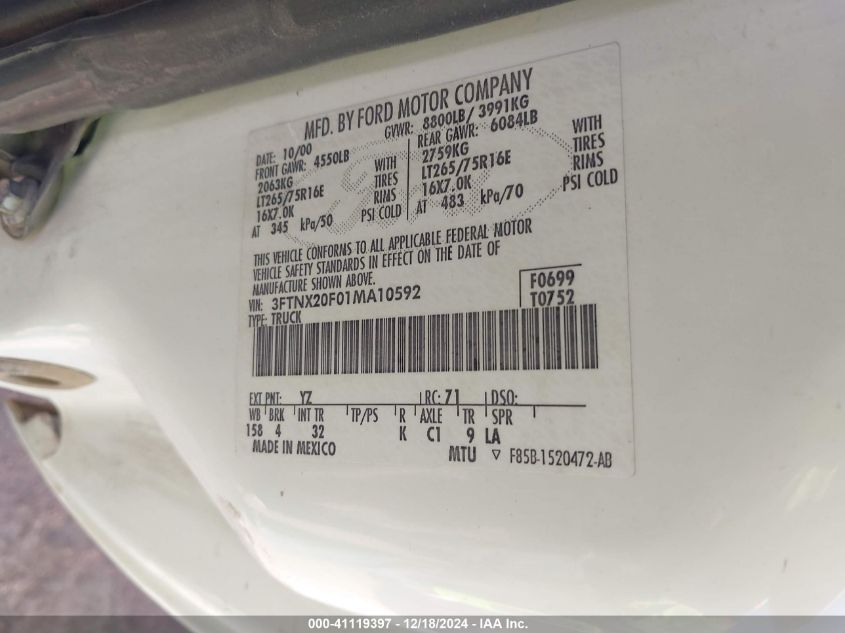 MFD. BY FORD MOTOR COMPANY
DATE: 10/00 GVWR: 8800LB/ 3991KG
FRONT GAWR: 4550LB REAR GAWR: 6084LB
2063KG WITH 2759KG WITH
LT265/75R16E TIRES LT265/75R16E TIRES
16X7.0K RIMS 16X7.0K RIMS
AT 345 kPa/50 PSI COLD AT 483 kPa/70 PSI COLD
THIS VEHICLE CONFORMS TO ALL APPLICABLE FEDERAL MOTOR
VEHICLE SAFETY STANDARDS IN EFFECT ON THE DATE OF
MANUFACTURE SHOWN ABOVE.
VIN: 3FTNX20F01MA10592 F0699
TYPE: TRUCK T0752
EXT PNT: YZ RC: 71 DSO:
WB BRK INT TR TP/PS R AXLE TR SPR
158 4 32 K C1 9 LA
MADE IN MEXICO MTU ▽ F85B-1520472-AB
000-41119397 - 12/18/2024 - IAA Inc.